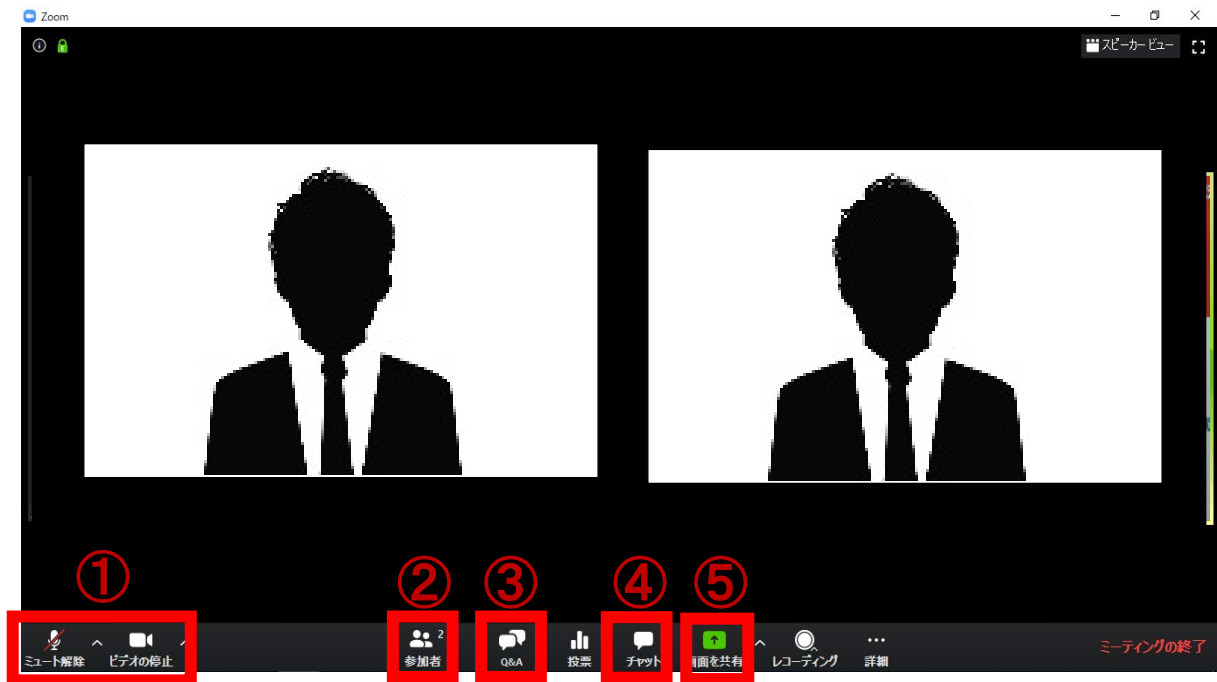 Zoom
スピーカー ビュー
① ② ③ ④ ⑤
2
ミュート解除 ビデオの停止 参加者 Q&A 投票 チャット 画面を共有 レコーディング 詳細 ミーティングの終了